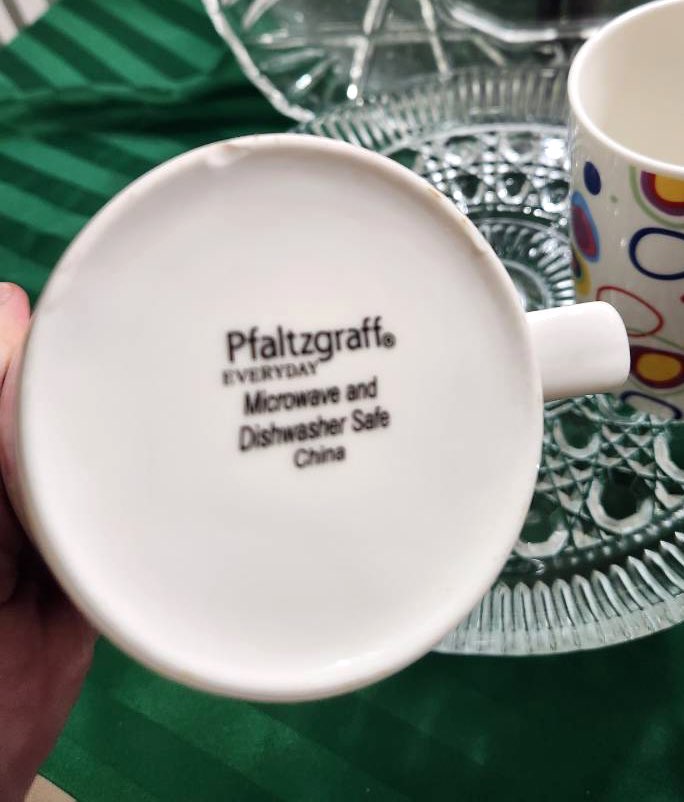 Pfaltzgraff®
EVERYDAY
Microwave and
Dishwasher Safe
China